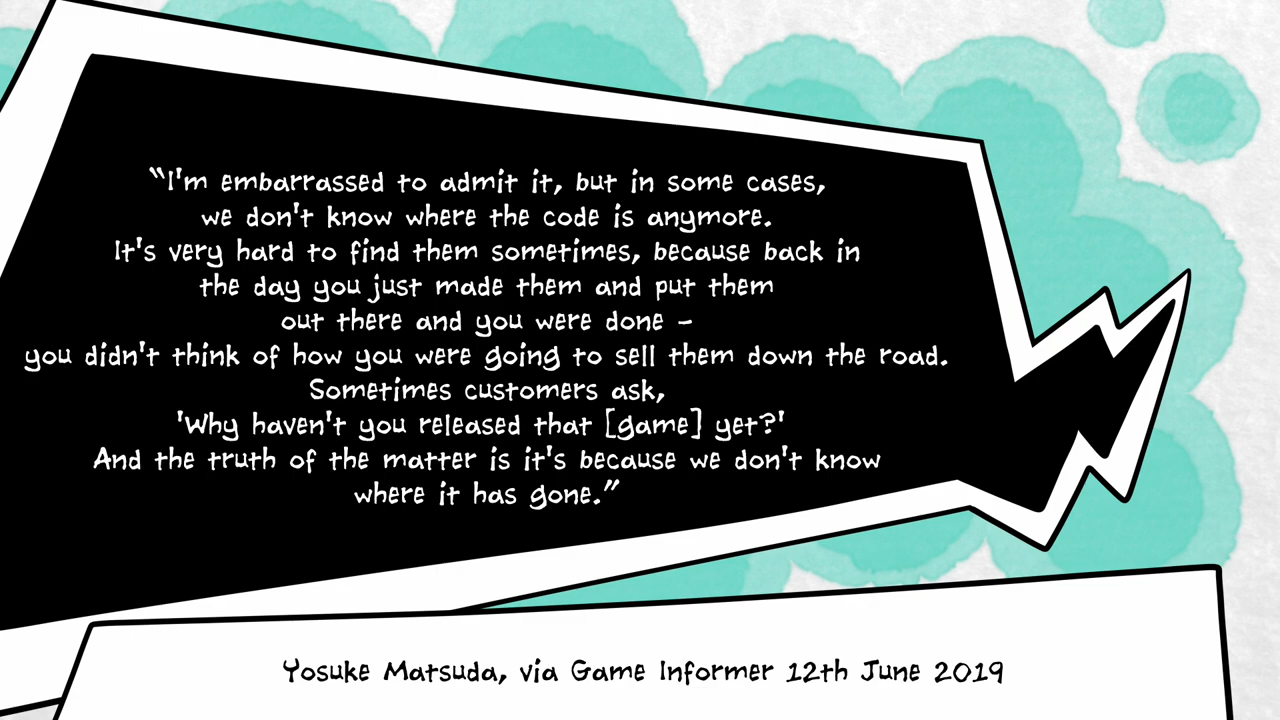 “I'm embarrassed to admit it, but in some cases,
we don't know where the code is anymore.
It's very hard to find them sometimes, because back in
the day you just made them and put them
out there and you were done –
you didn't think of how you were going to sell them down the road.
Sometimes customers ask,
'Why haven't you released that [game] yet?'
And the truth of the matter is it's because we don't know
where it has gone.”
Yosuke Matsuda, via Game Informer 12th June 2019